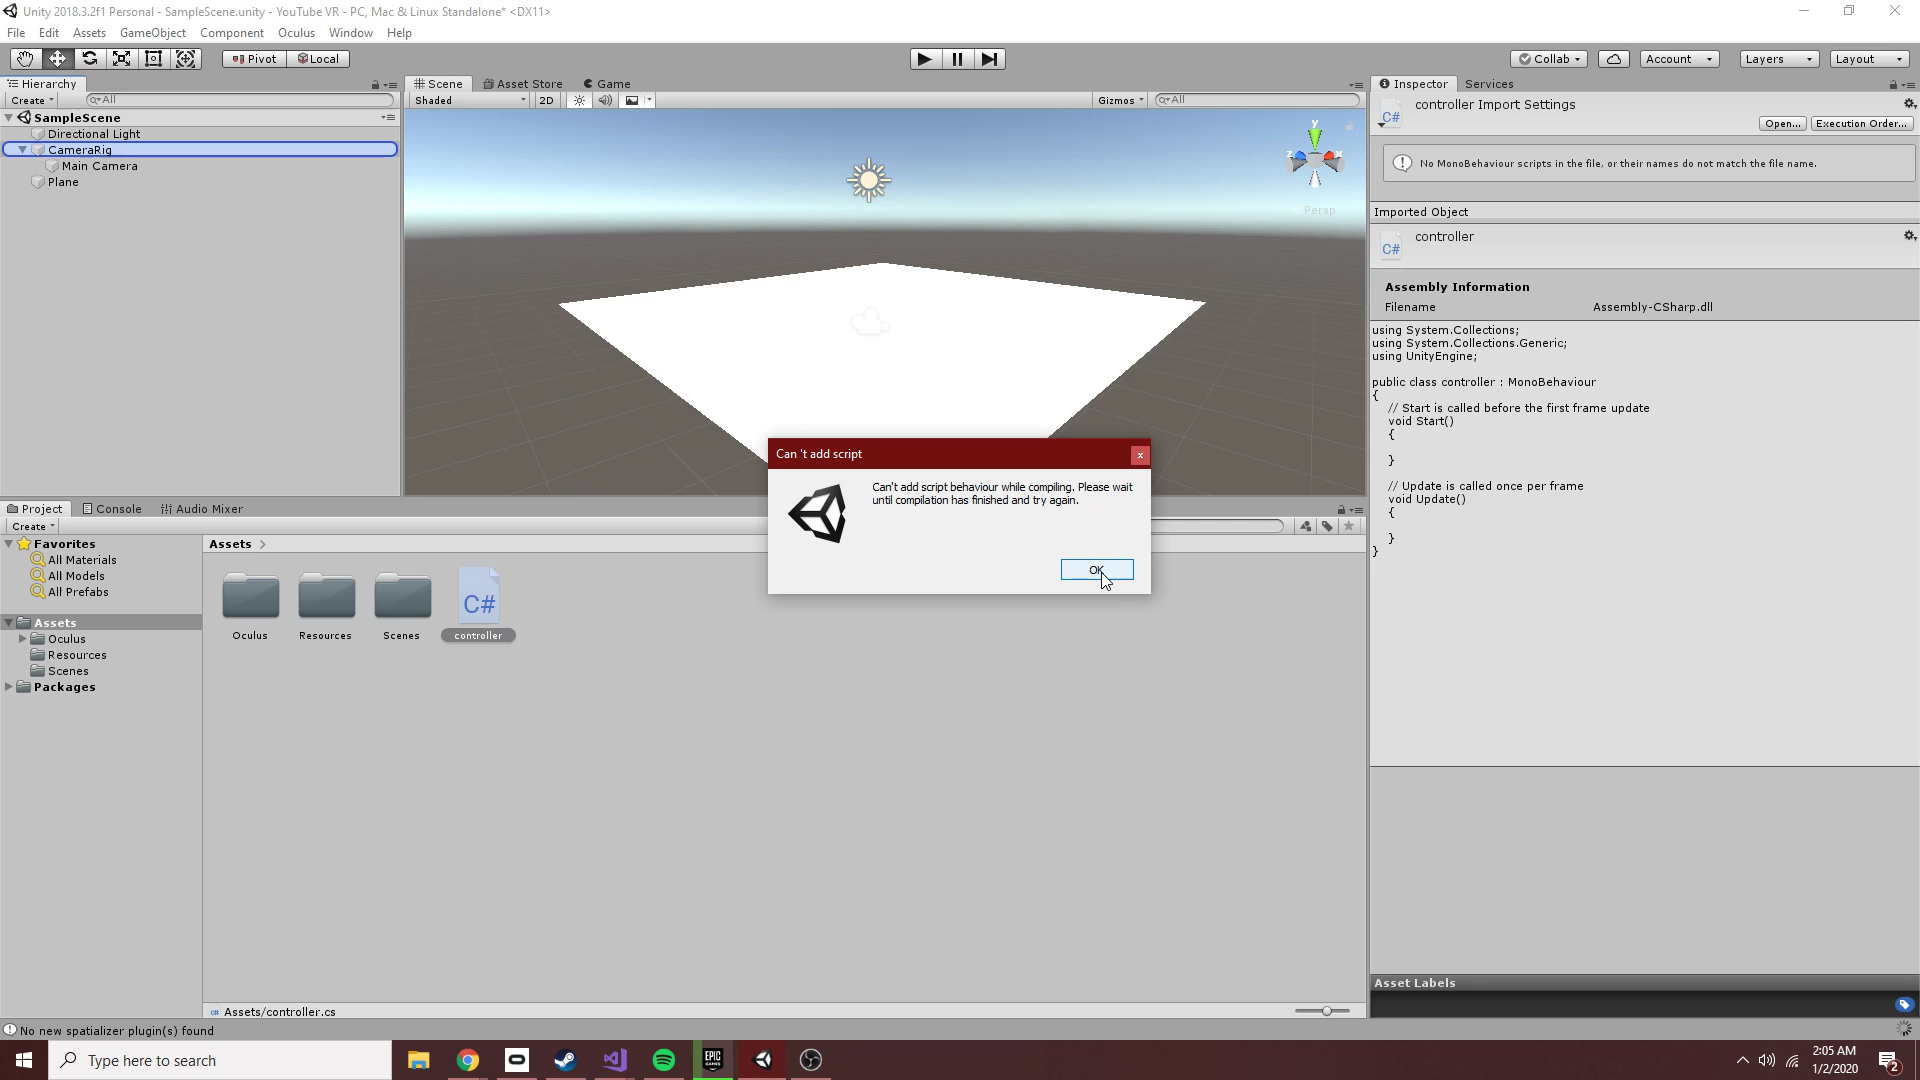 Unity 2018.3.2f1 Personal - SampleScene.unity - YouTube VR - PC, Mac & Linux Standalone* <DX11>
File Edit Assets GameObject Component Oculus Window Help
Pivot Local Collab Account Layers Layout
Hierarchy
Create All
SampleScene
Directional Light
CameraRig
Main Camera
Plane
Scene Asset Store Game
Shaded 2D Gizmos All
y
z x
Persp
Inspector Services
C# controller Import Settings
Open... Execution Order...
No MonoBehaviour scripts in the file, or their names do not match the file name.
Imported Object
C# controller
Assembly Information
Filename Assembly-CSharp.dll
using System.Collections;
using System.Collections.Generic;
using UnityEngine;
public class controller : MonoBehaviour
{
// Start is called before the first frame update
void Start()
{
}
// Update is called once per frame
void Update()
{
}
}
Asset Labels
Can 't add script
x
Can't add script behaviour while compiling. Please wait
until compilation has finished and try again.
OK
Project Console Audio Mixer
Create
Favorites
All Materials
All Models
All Prefabs
Assets
Oculus
Resources
Scenes
Packages
Assets
C#
Oculus Resources Scenes controller
C# Assets/controller.cs
No new spatializer plugin(s) found
Type here to search
EPIC
GAMES
2:05 AM
1/2/2020
2